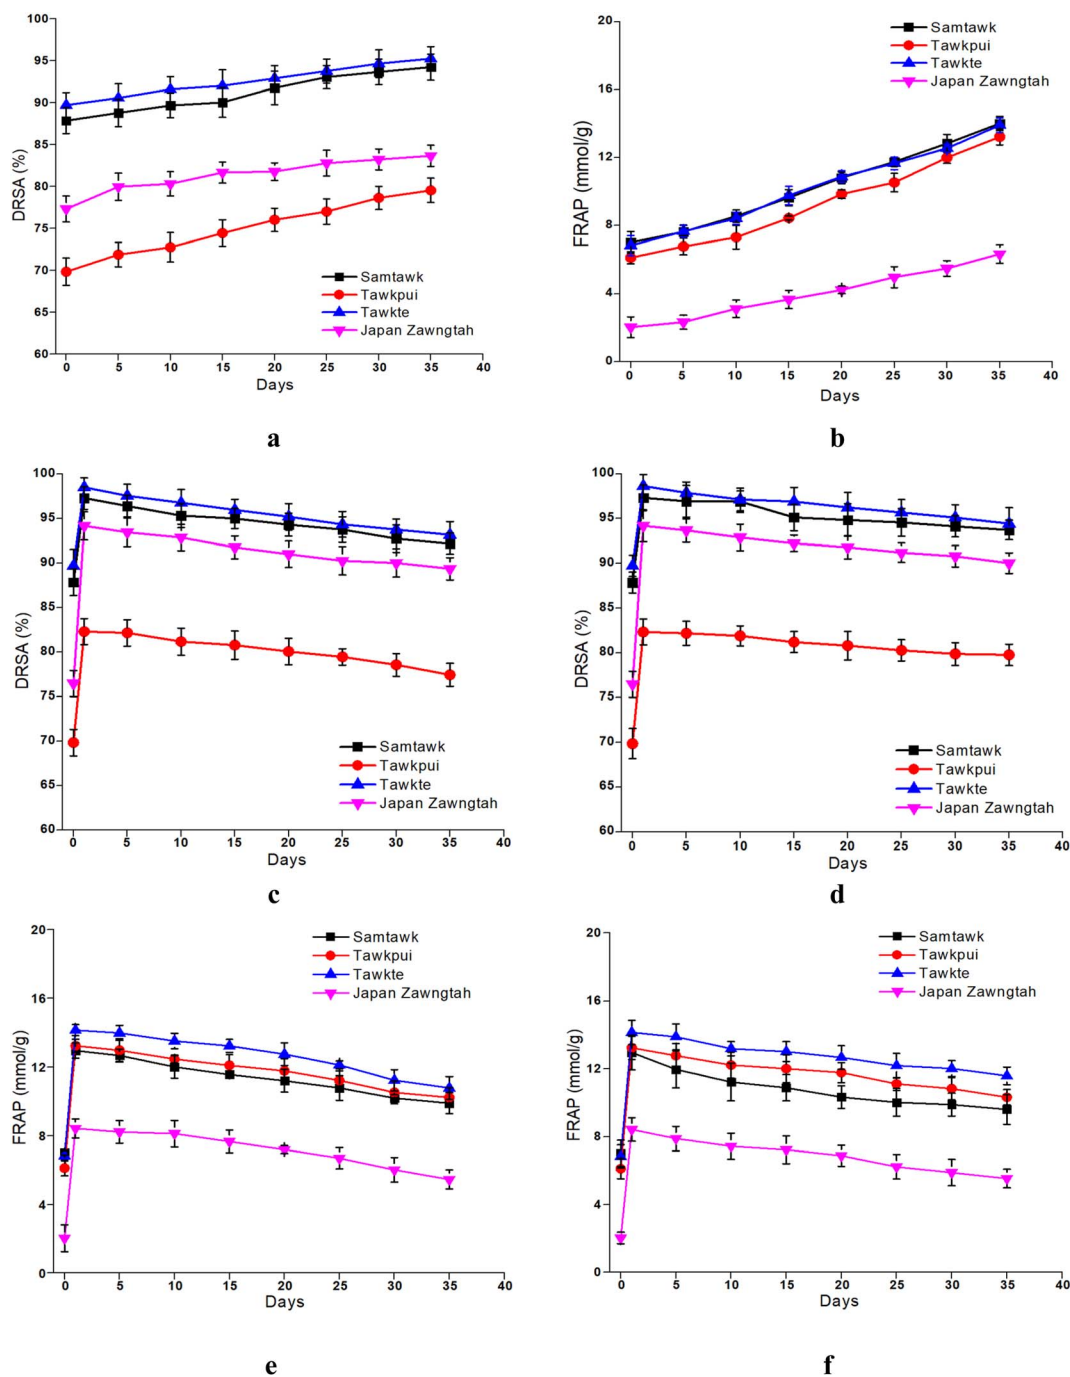 100
95
90
85
80
75
70
65
60
DRSA (%)
Samtawk
Tawkpui
Tawkte
Japan Zawngtah
0 5 10 15 20 25 30 35 40
Days
a
20
16
12
8
4
0
FRAP (mmol/g)
Samtawk
Tawkpui
Tawkte
Japan Zawngtah
0 5 10 15 20 25 30 35 40
Days
b
100
95
90
85
80
75
70
65
60
DRSA (%)
Samtawk
Tawkpui
Tawkte
Japan Zawngtah
0 5 10 15 20 25 30 35 40
Days
c
100
95
90
85
80
75
70
65
60
DRSA (%)
Samtawk
Tawkpui
Tawkte
Japan Zawngtah
0 5 10 15 20 25 30 35 40
Days
d
20
16
12
8
4
0
FRAP (mmol/g)
Samtawk
Tawkpui
Tawkte
Japan Zawngtah
0 5 10 15 20 25 30 35 40
Days
e
20
16
12
8
4
0
FRAP (mmol/g)
Samtawk
Tawkpui
Tawkte
Japan Zawngtah
0 5 10 15 20 25 30 35 40
Days
f